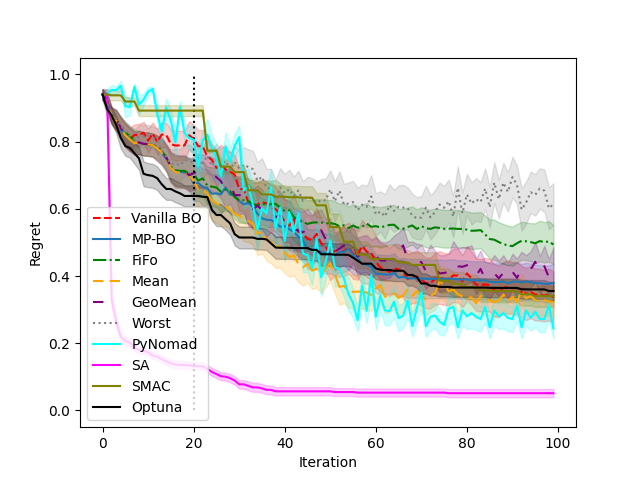 1.0
0.8
0.6
0.4
0.2
0.0
Regret
Vanilla BO
MP-BO
FiFo
Mean
GeoMean
Worst
PyNomad
SA
SMAC
Optuna
0 20 40 60 80 100
Iteration